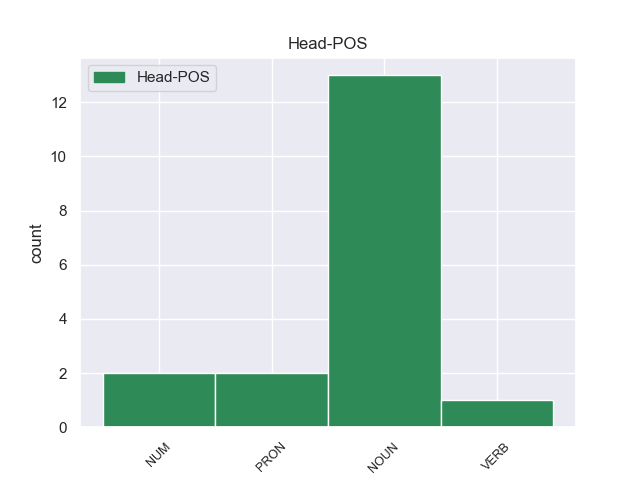 Head-POS
Head-POS
count
12
10
8
6
4
2
0
NUM
PRON
NOUN
VERB